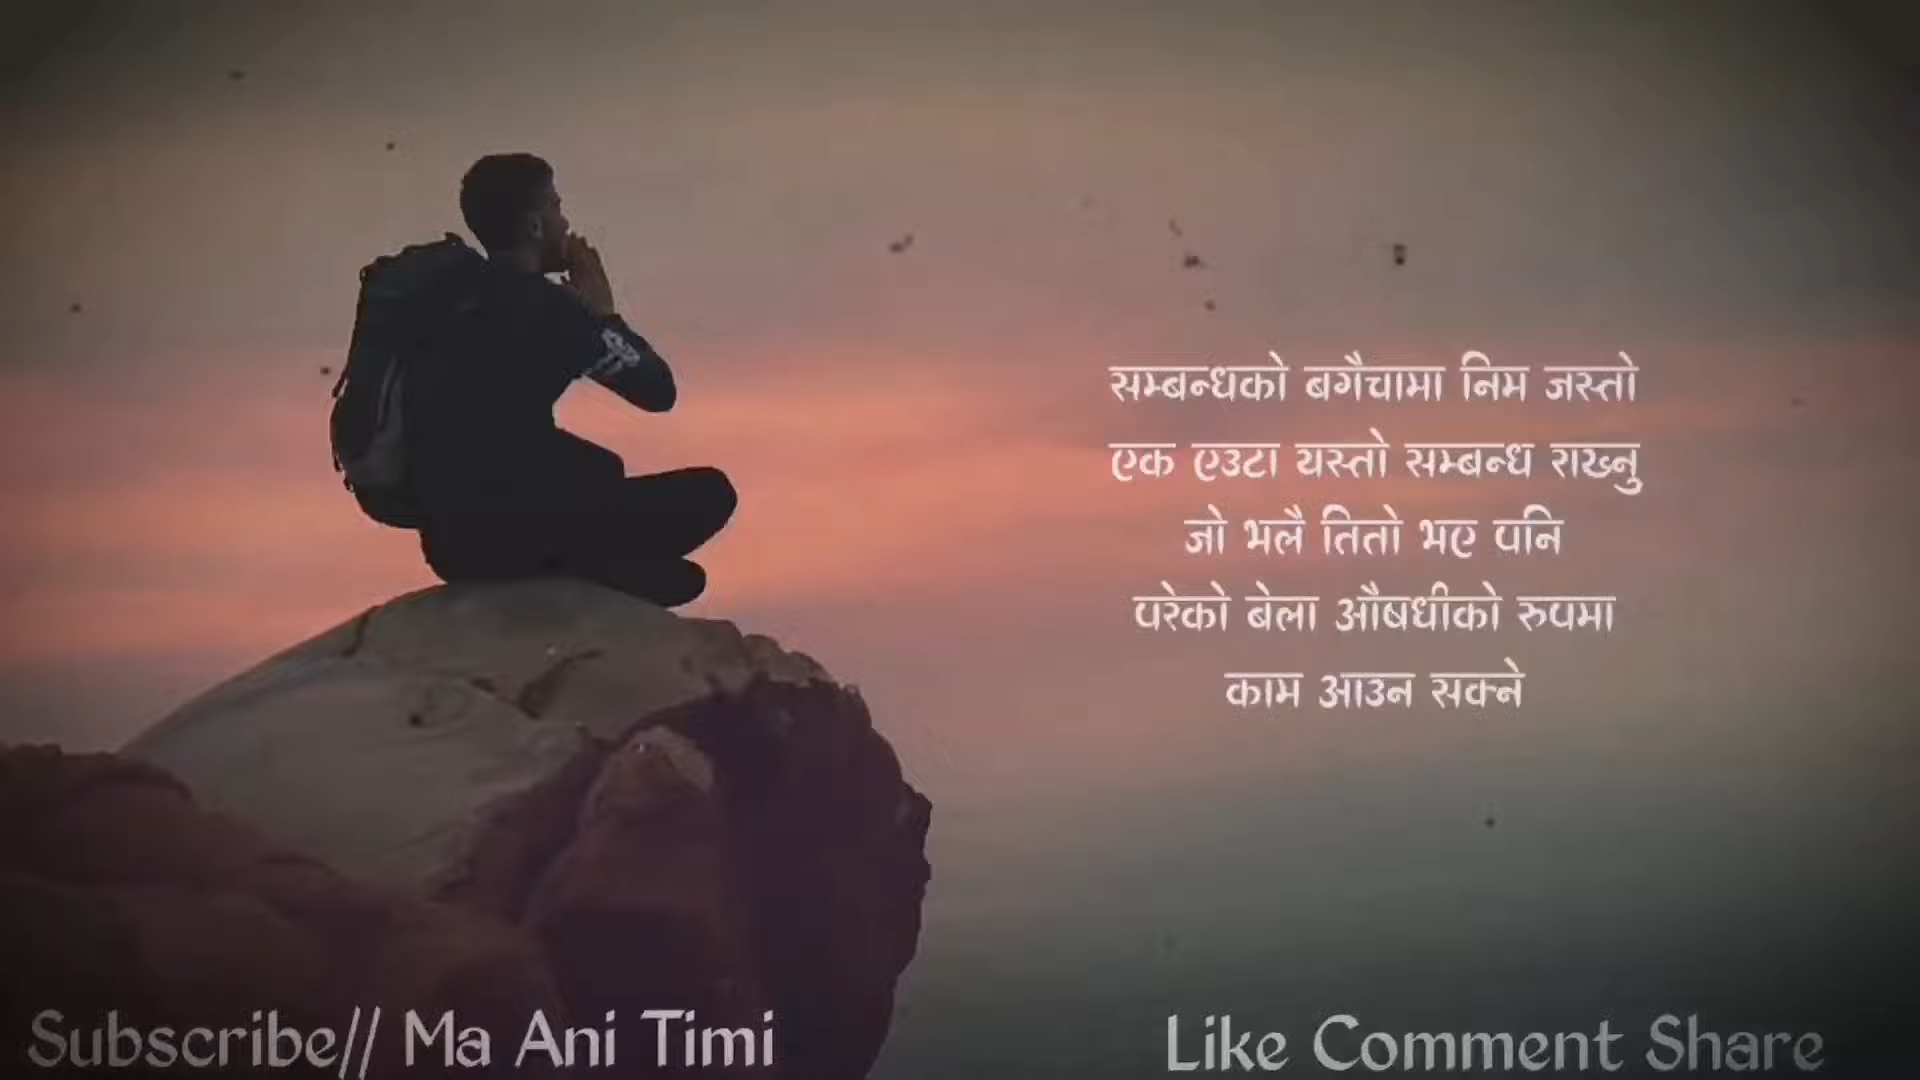 सम्बन्धको बगैचामा निम जस्तो
एक एउटा यस्तो सम्बन्ध राख्नु
जो भलै तितो भए पनि
परेको बेला औषधीको रुपमा
काम आउन सक्ने
Subscribe// Ma Ani Timi
Like Comment Share